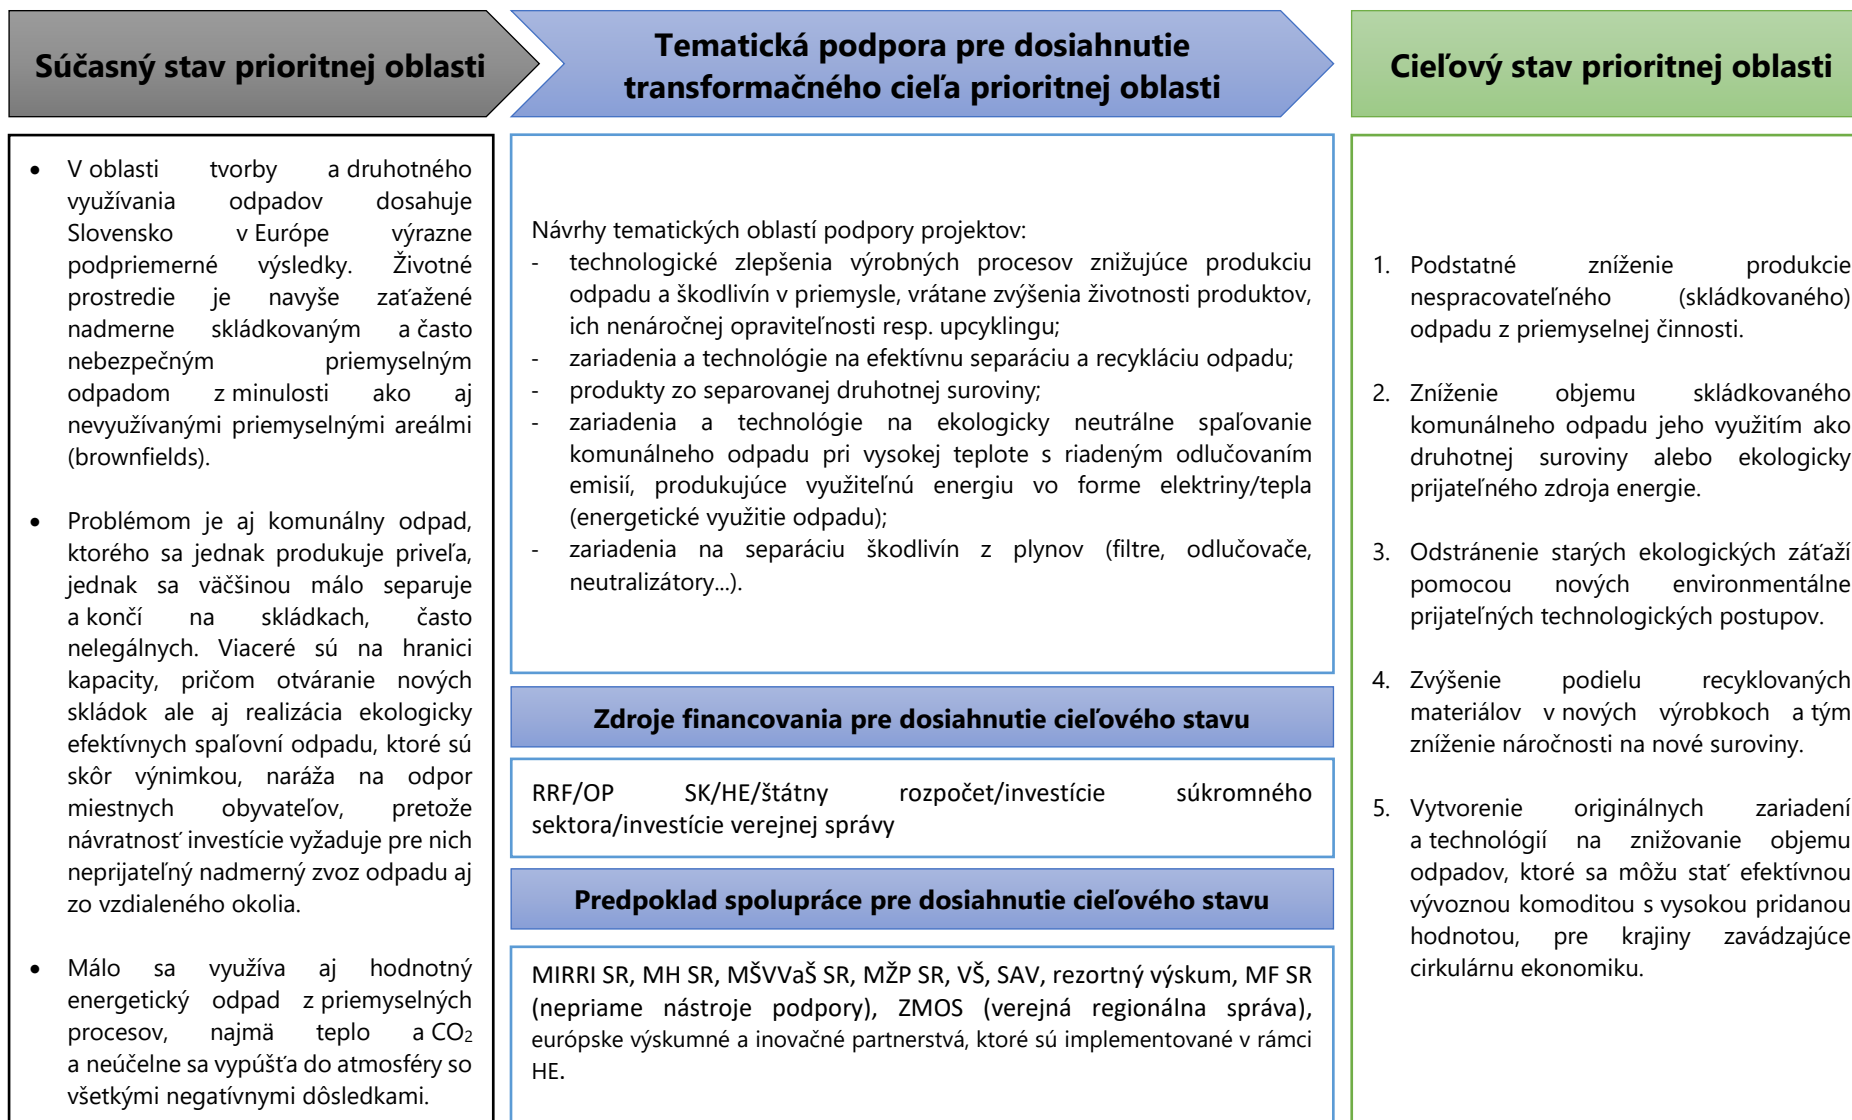 Súčasný stav prioritnej oblasti
Tematická podpora pre dosiahnutie
transformačného cieľa prioritnej oblasti
Cieľový stav prioritnej oblasti
• V oblasti tvorby a druhotného
využívania odpadov dosahuje
Slovensko v Európe výrazne
podpriemerné výsledky. Životné
prostredie je navyše zaťažené
nadmerne skládkovaným a často
nebezpečným priemyselným
odpadom z minulosti ako aj
nevyužívanými priemyselnými areálmi
(brownfields).
• Problémom je aj komunálny odpad,
ktorého sa jednak produkuje priveľa,
jednak sa väčšinou málo separuje
a končí na skládkach, často
nelegálnych. Viaceré sú na hranici
kapacity, pričom otváranie nových
skládok ale aj realizácia ekologicky
efektívnych spaľovní odpadu, ktoré sú
skôr výnimkou, naráža na odpor
miestnych obyvateľov, pretože
návratnosť investície vyžaduje pre nich
neprijateľný nadmerný zvoz odpadu aj
zo vzdialeného okolia.
• Málo sa využíva aj hodnotný
energetický odpad z priemyselných
procesov, najmä teplo a CO₂
a neúčelne sa vypúšťa do atmosféry so
všetkými negatívnymi dôsledkami.
Návrhy tematických oblastí podpory projektov:
- technologické zlepšenia výrobných procesov znižujúce produkciu
odpadu a škodlivín v priemysle, vrátane zvýšenia životnosti produktov,
ich nenáročnej opraviteľnosti resp. upcyklingu;
- zariadenia a technológie na efektívnu separáciu a recykláciu odpadu;
- produkty zo separovanej druhotnej suroviny;
- zariadenia a technológie na ekologicky neutrálne spaľovanie
komunálneho odpadu pri vysokej teplote s riadeným odlučovaním
emisií, produkujúce využiteľnú energiu vo forme elektriny/tepla
(energetické využitie odpadu);
- zariadenia na separáciu škodlivín z plynov (filtre, odlučovače,
neutralizátory...).
Zdroje financovania pre dosiahnutie cieľového stavu
RRF/OP SK/HE/štátny rozpočet/investície súkromného
sektora/investície verejnej správy
Predpoklad spolupráce pre dosiahnutie cieľového stavu
MIRRI SR, MH SR, MŠVVaŠ SR, MŽP SR, VŠ, SAV, rezortný výskum, MF SR
(nepriame nástroje podpory), ZMOS (verejná regionálna správa),
európske výskumné a inovačné partnerstvá, ktoré sú implementované v rámci
HE.
1. Podstatné zníženie produkcie
nespracovateľného (skládkovaného)
odpadu z priemyselnej činnosti.
2. Zníženie objemu skládkovaného
komunálneho odpadu jeho využitím ako
druhotnej suroviny alebo ekologicky
prijateľného zdroja energie.
3. Odstránenie starých ekologických záťaží
pomocou nových environmentálne
prijateľných technologických postupov.
4. Zvýšenie podielu recyklovaných
materiálov v nových výrobkoch a tým
zníženie náročnosti na nové suroviny.
5. Vytvorenie originálnych zariadení
a technológií na znižovanie objemu
odpadov, ktoré sa môžu stať efektívnou
vývoznou komoditou s vysokou pridanou
hodnotou, pre krajiny zavádzajúce
cirkulárnu ekonomiku.